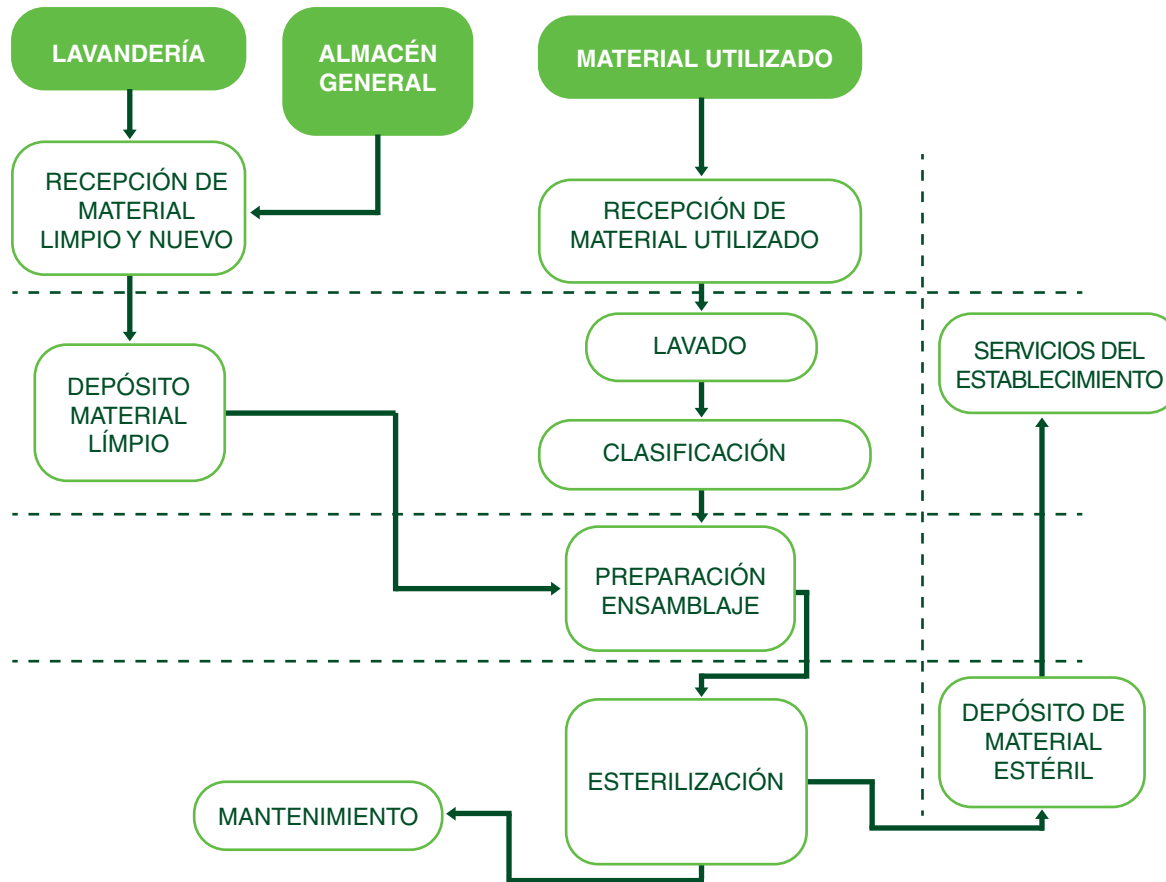 LAVANDERÍA
ALMACÉN
GENERAL
MATERIAL UTILIZADO
RECEPCIÓN DE
MATERIAL
LIMPIO Y NUEVO
RECEPCIÓN DE
MATERIAL UTILIZADO
LAVADO
SERVICIOS DEL
ESTABLECIMIENTO
DEPÓSITO
MATERIAL
LÍMPIO
CLASIFICACIÓN
PREPARACIÓN
ENSAMBLAJE
ESTERILIZACIÓN
DEPÓSITO DE
MATERIAL
ESTÉRIL
MANTENIMIENTO